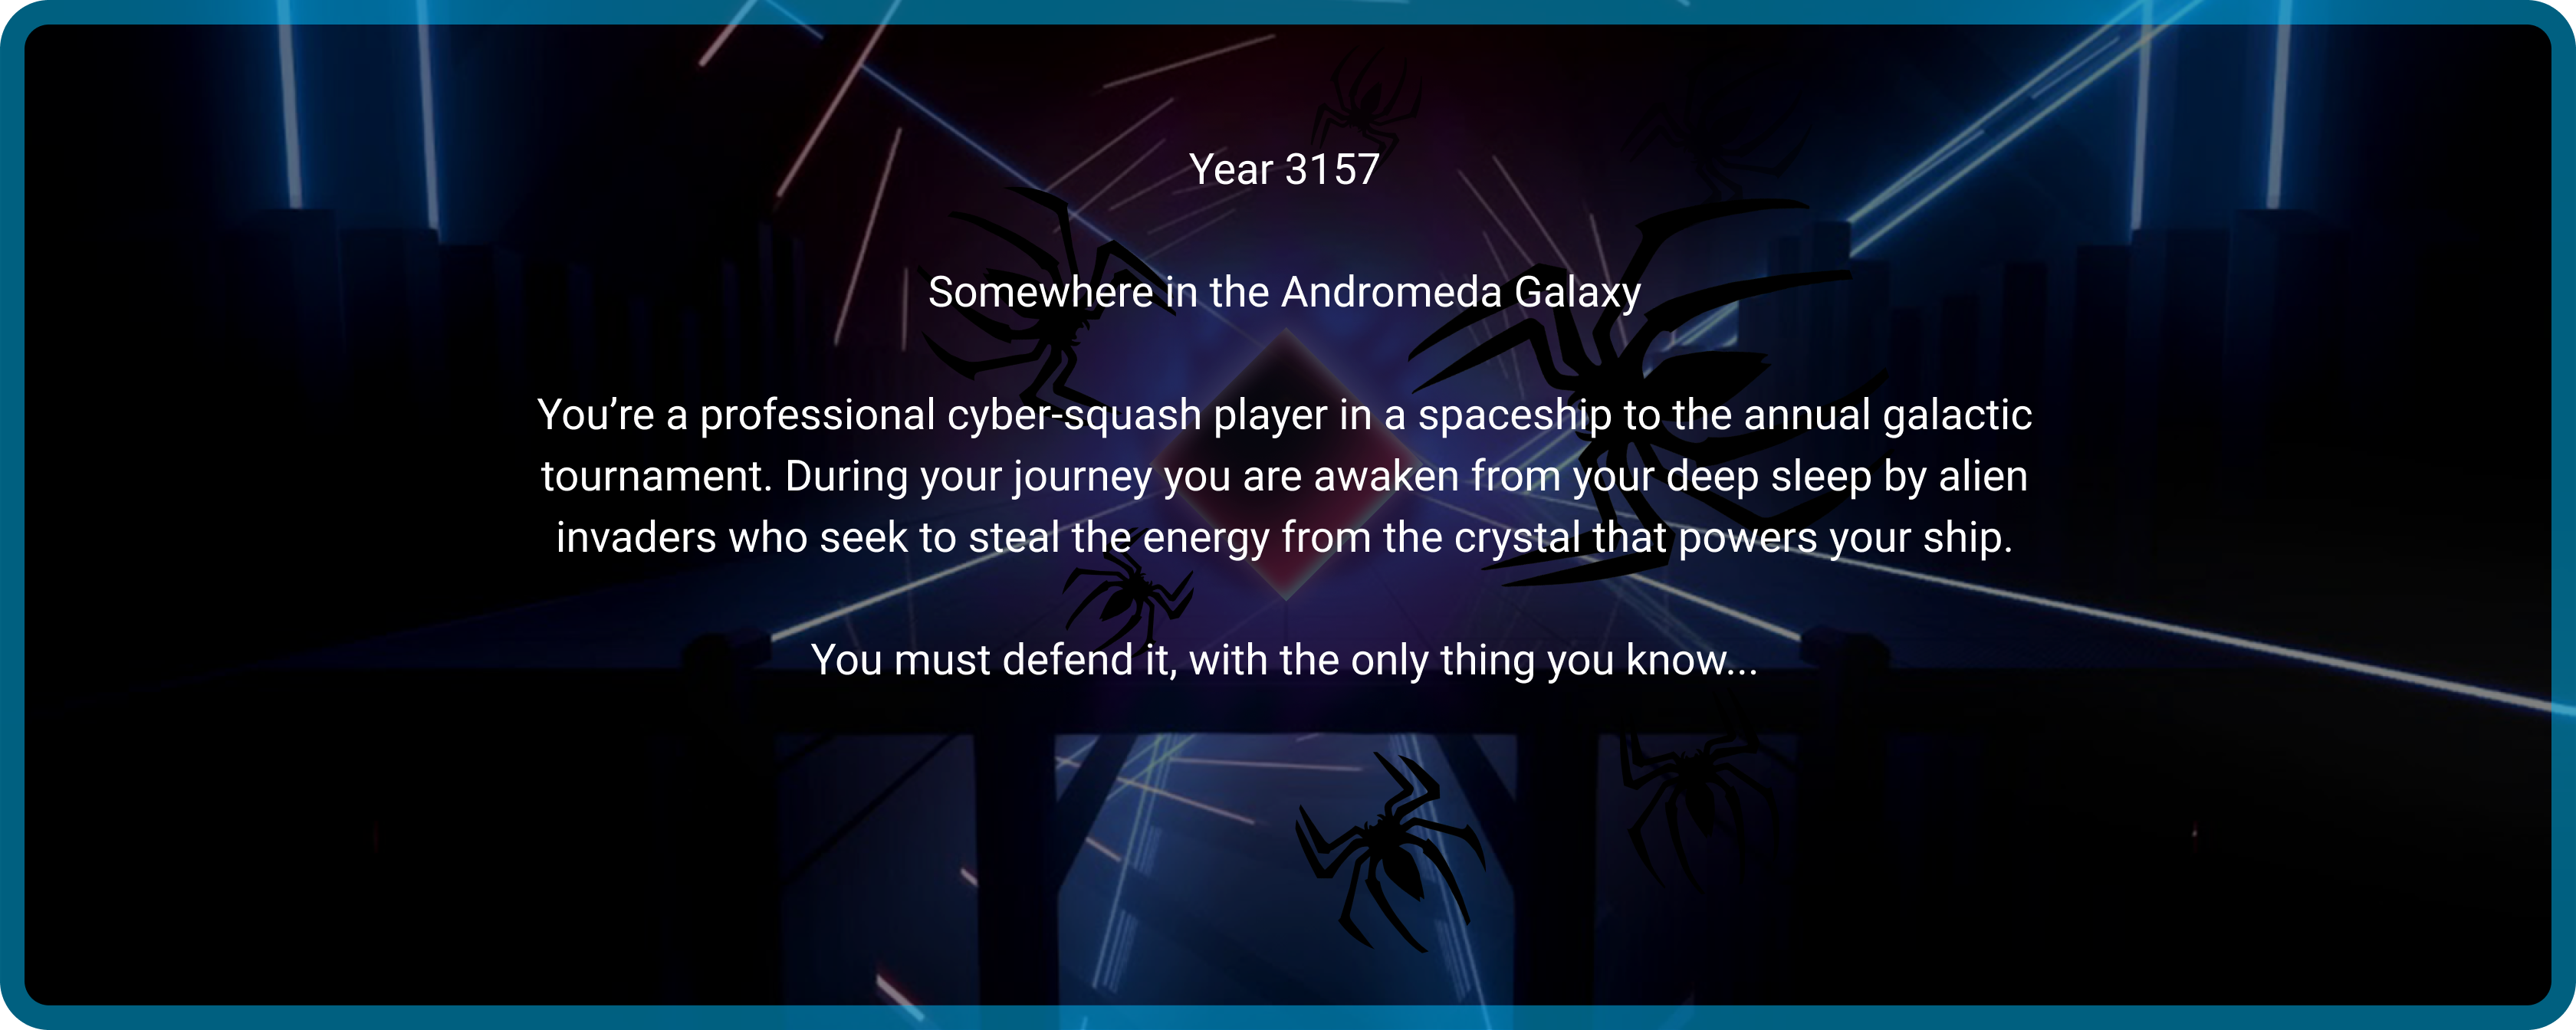 Year 3157
Somewhere in the Andromeda Galaxy
You’re a professional cyber-squash player in a spaceship to the annual galactic
tournament. During your journey you are awaken from your deep sleep by alien
invaders who seek to steal the energy from the crystal that powers your ship.
You must defend it, with the only thing you know...